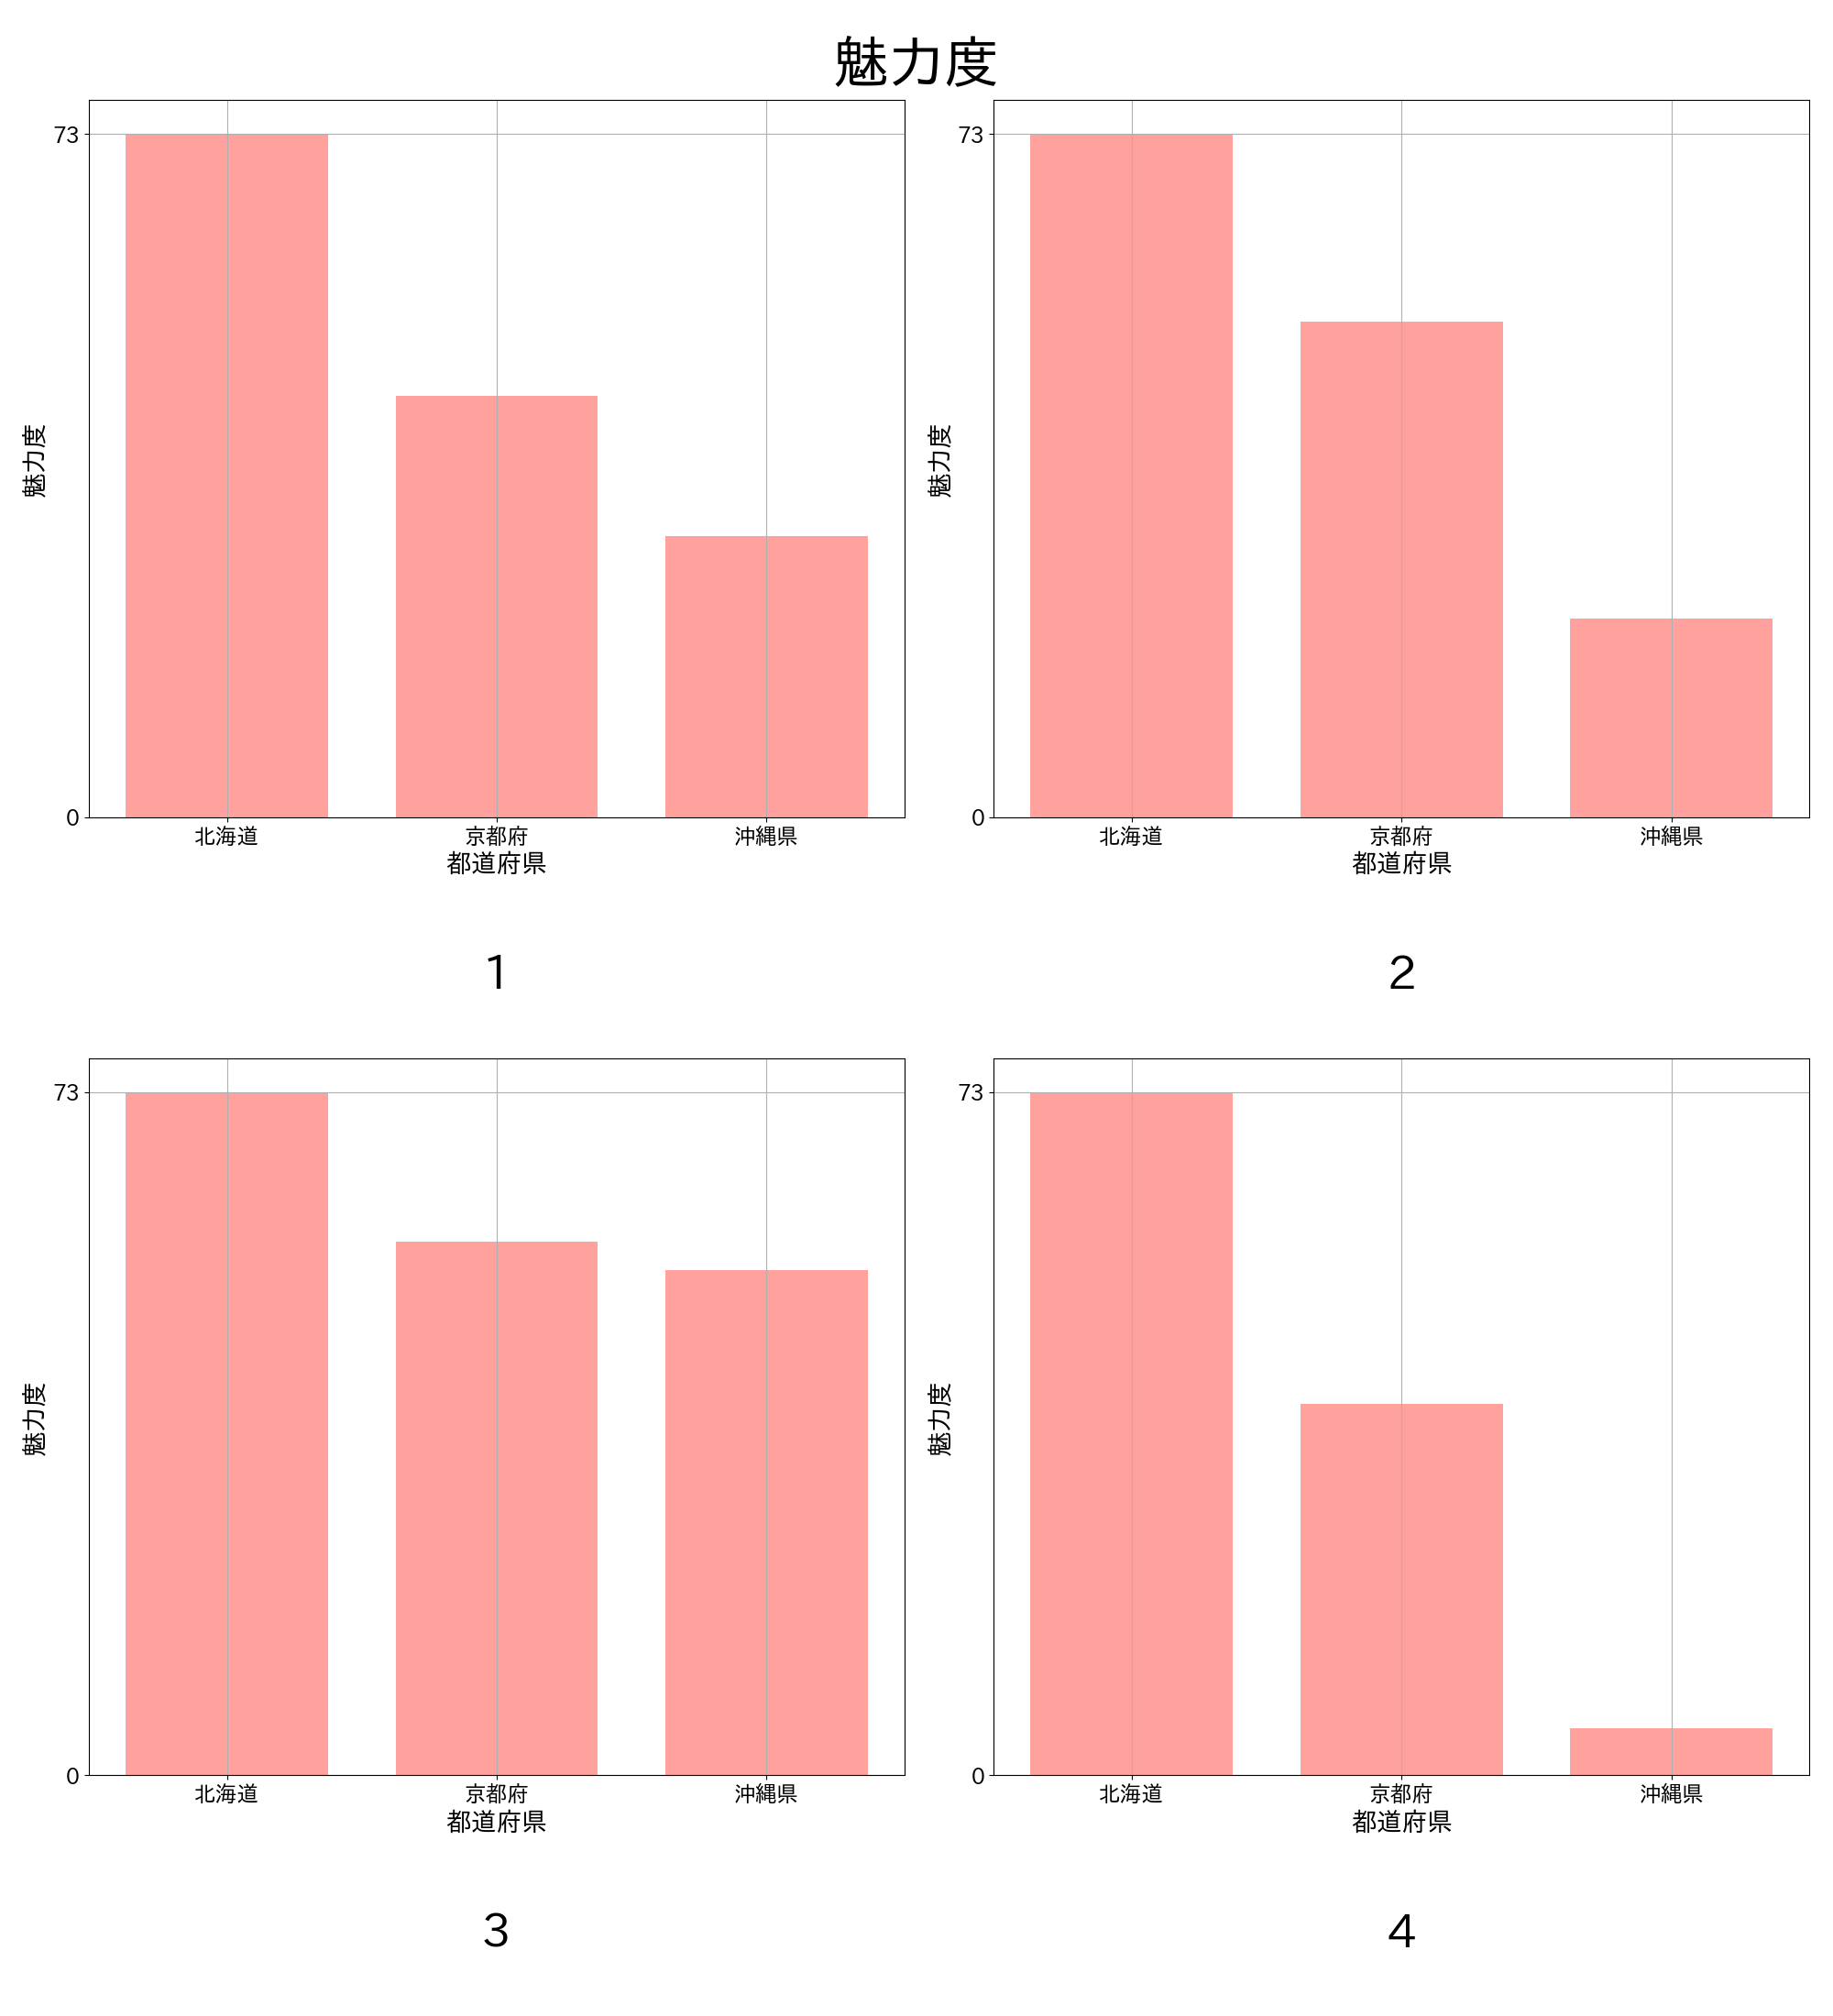 魅力度
73
0
魅力度
北海道 京都府 沖縄県
都道府県
1
73
0
魅力度
北海道 京都府 沖縄県
都道府県
2
73
0
魅力度
北海道 京都府 沖縄県
都道府県
3
73
0
魅力度
北海道 京都府 沖縄県
都道府県
4